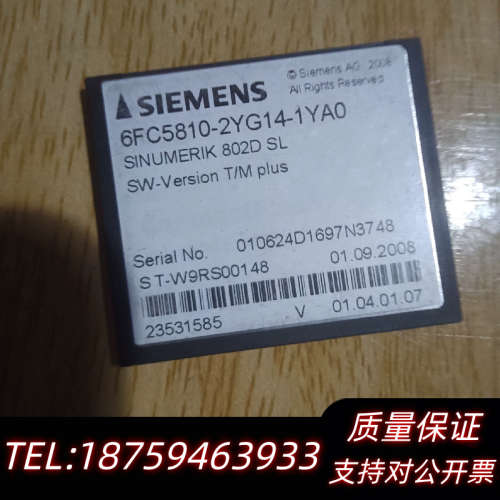 © Siemens AG 2008
All Rights Reserved
SIEMENS
6FC5810-2YG14-1YA0
SINUMERIK 802D SL
SW-Version T/M plus
Serial No. 010624D1697N3748
ST-W9RS00148 01.09.2008
23531585 V 01.04.01.07
TEL:18759463933
质量保证
支持对公开票